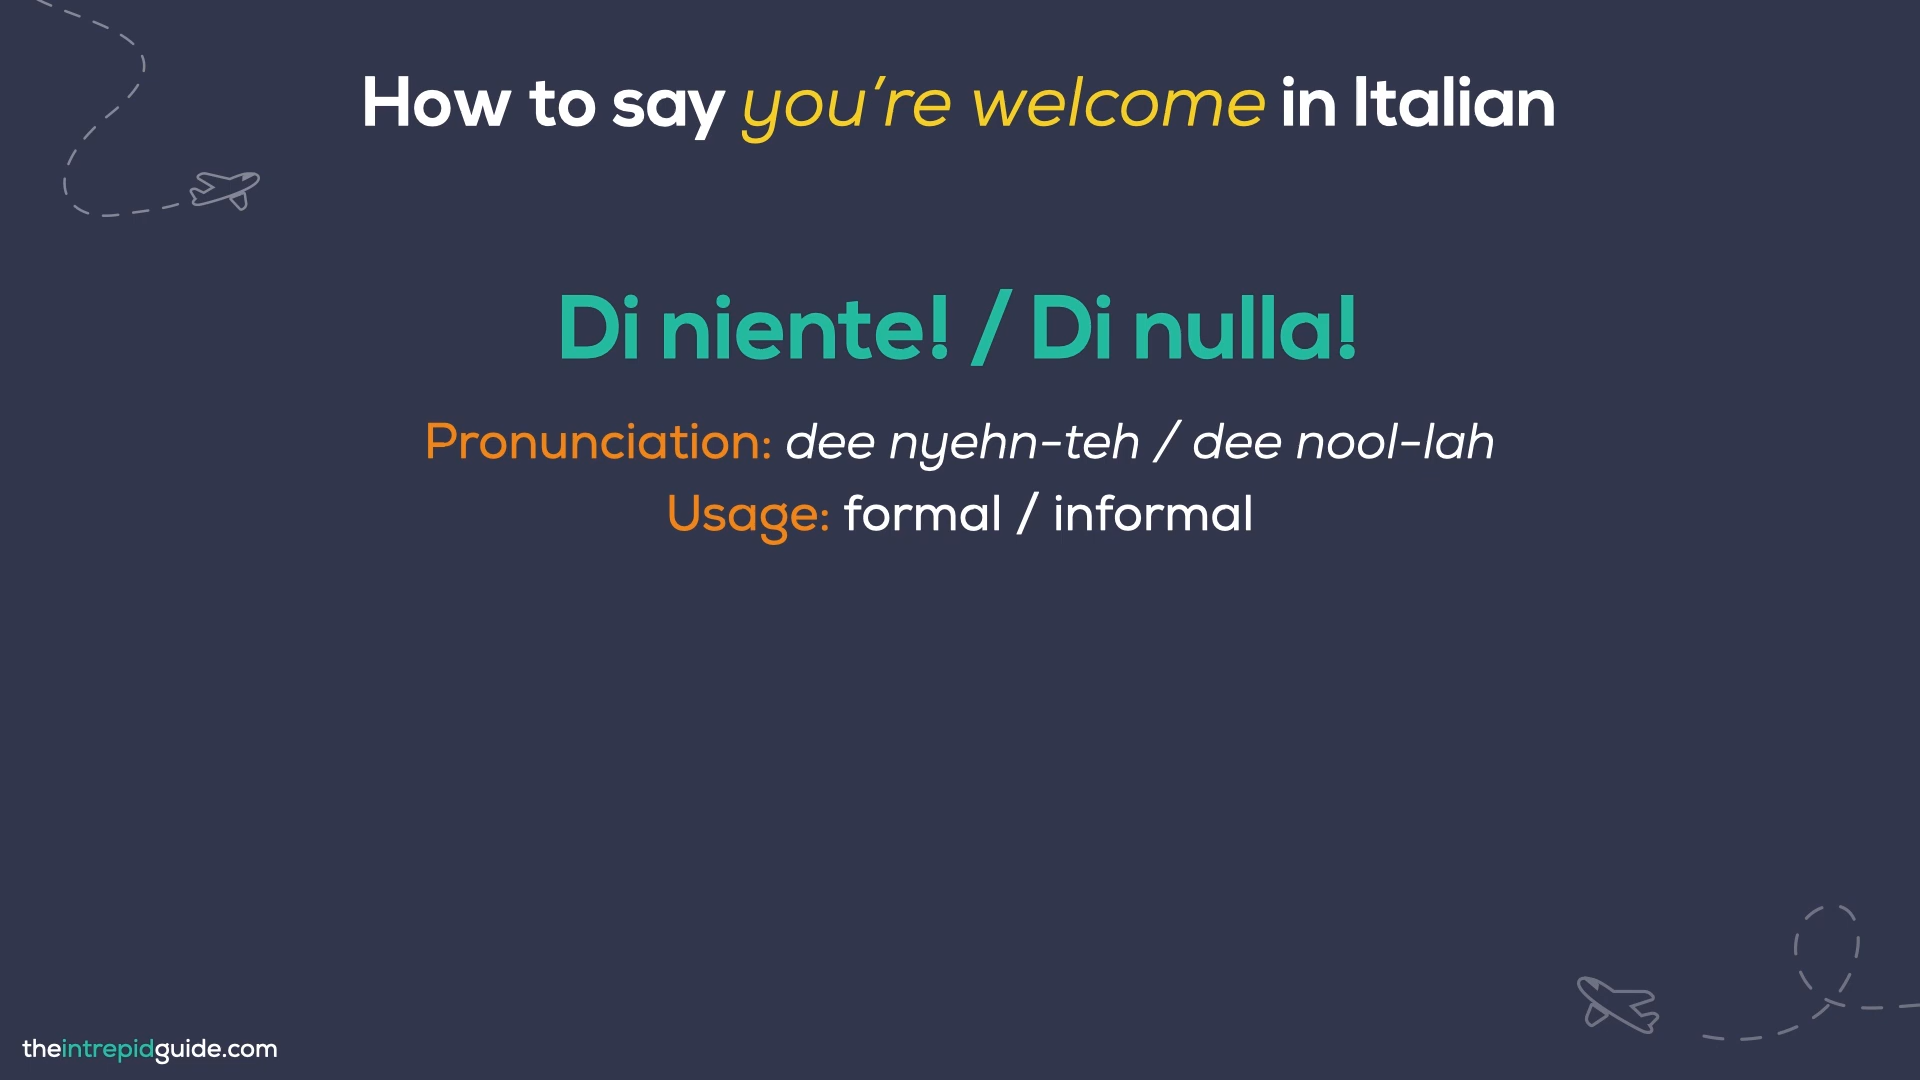 How to say you're welcome in Italian
Di niente! / Di nulla!
Pronunciation: dee nyehn-teh / dee nool-lah
Usage: formal / informal
theintrepidguide.com